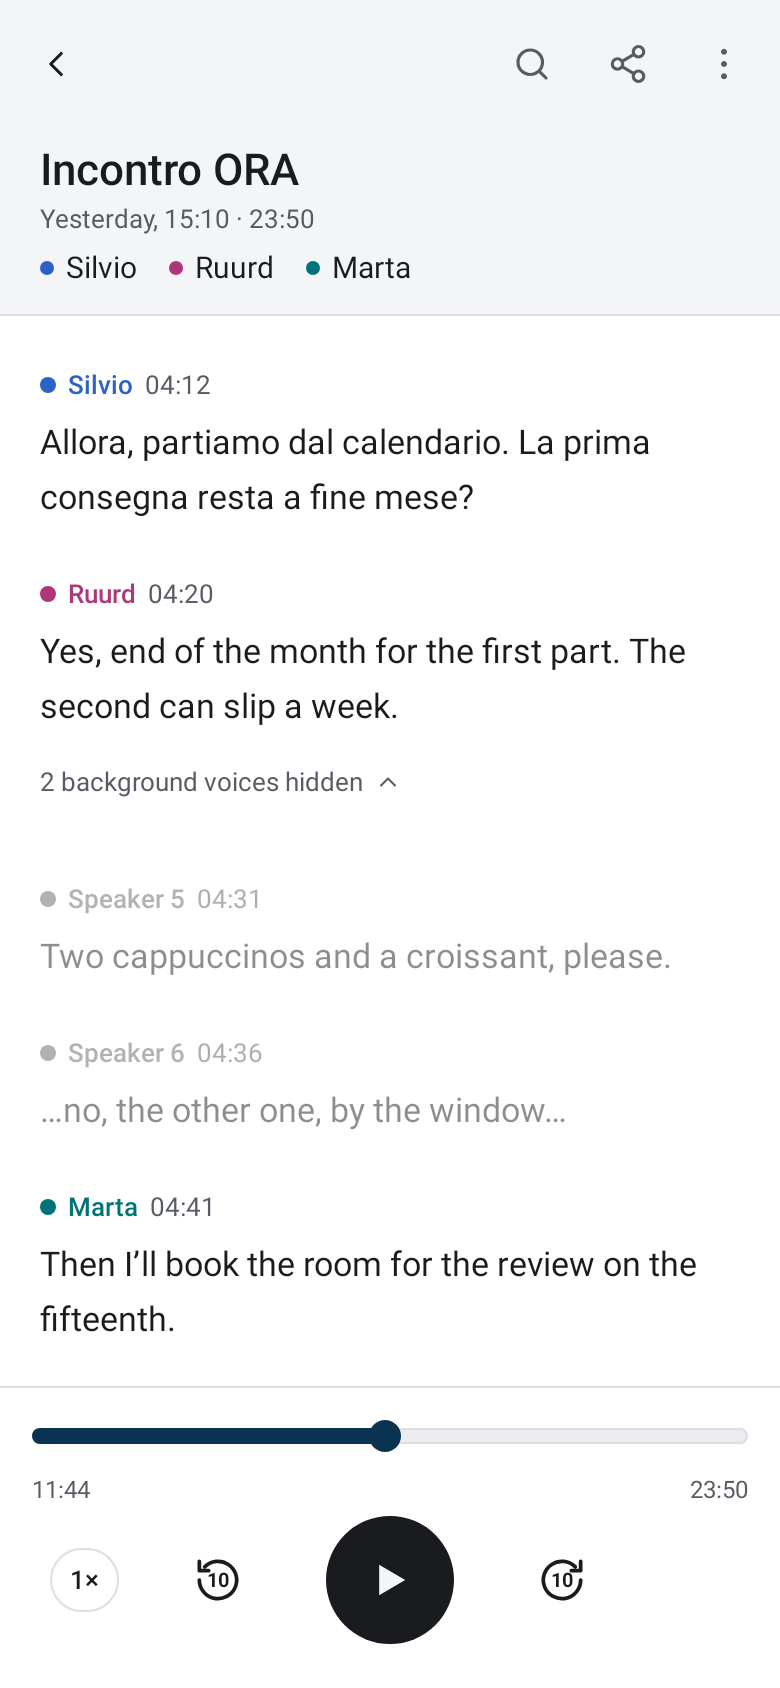 Incontro ORA
Yesterday, 15:10 · 23:50
Silvio Ruurd Marta
Silvio 04:12
Allora, partiamo dal calendario. La prima
consegna resta a fine mese?
Ruurd 04:20
Yes, end of the month for the first part. The
second can slip a week.
2 background voices hidden
Speaker 5 04:31
Two cappuccinos and a croissant, please.
Speaker 6 04:36
…no, the other one, by the window…
Marta 04:41
Then I’ll book the room for the review on the
fifteenth.
11:44 23:50
1× 10 10